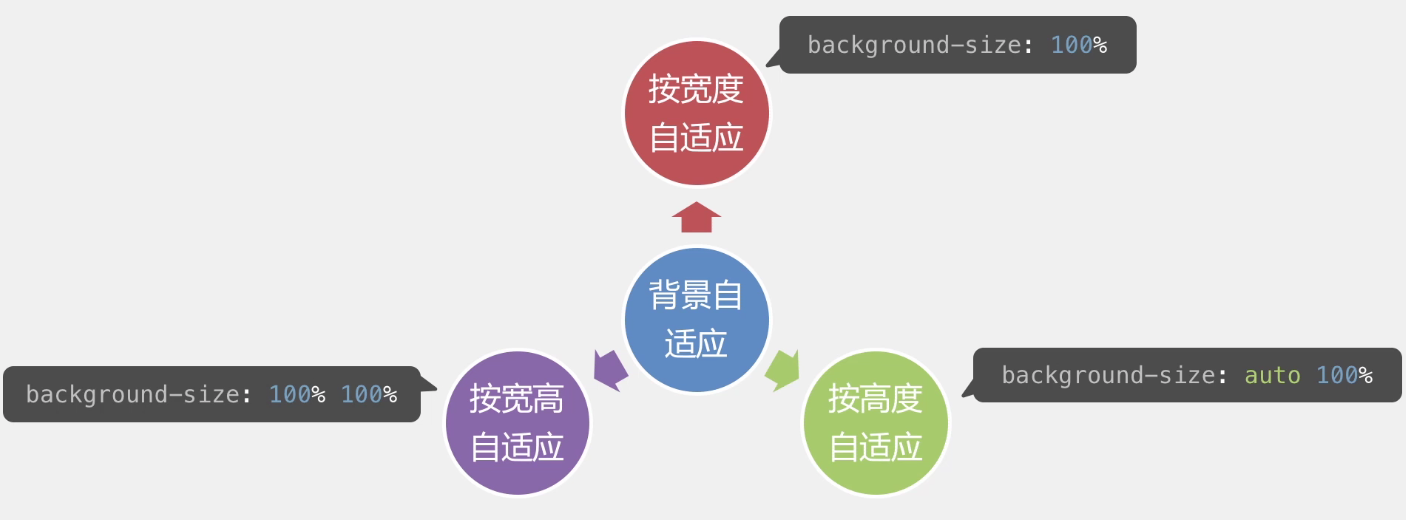 background-size: 100%
按宽度
自适应
背景自
适应
background-size: 100% 100%
按宽高
自适应
按高度
自适应
background-size: auto 100%